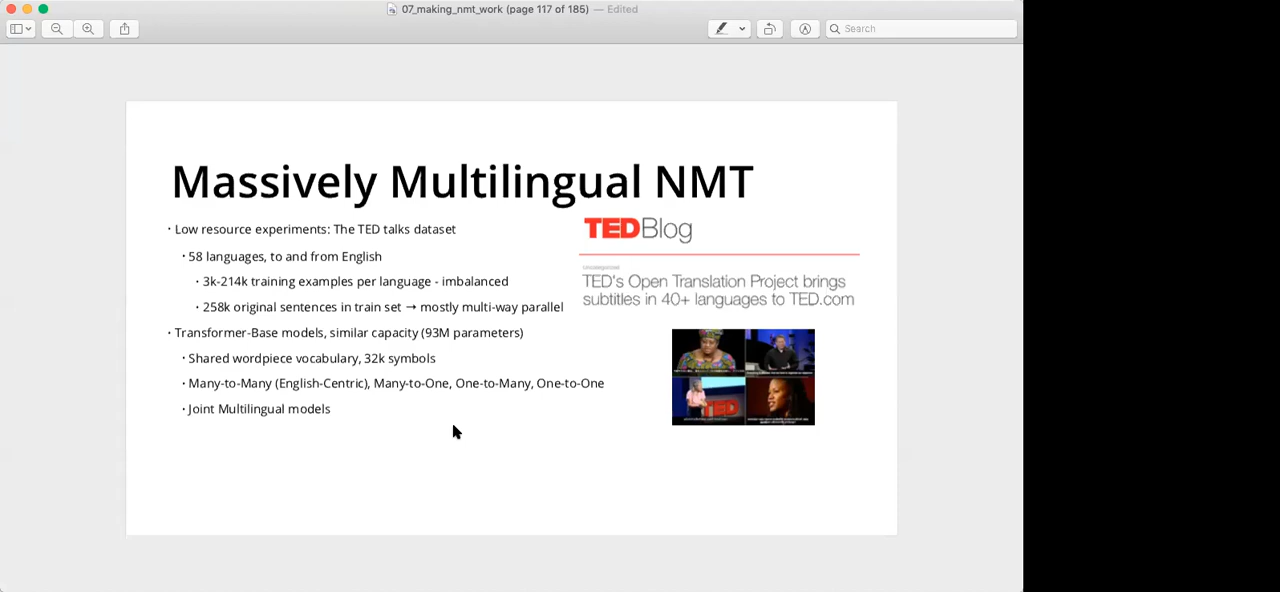 07_making_nmt_work (page 117 of 185) — Edited
Search
Massively Multilingual NMT
· Low resource experiments: The TED talks dataset
· 58 languages, to and from English
· 3k-214k training examples per language - imbalanced
· 258k original sentences in train set → mostly multi-way parallel
· Transformer-Base models, similar capacity (93M parameters)
· Shared wordpiece vocabulary, 32k symbols
· Many-to-Many (English-Centric), Many-to-One, One-to-Many, One-to-One
· Joint Multilingual models
TEDBlog
Uncategorized
TED's Open Translation Project brings
subtitles in 40+ languages to TED.com
TED